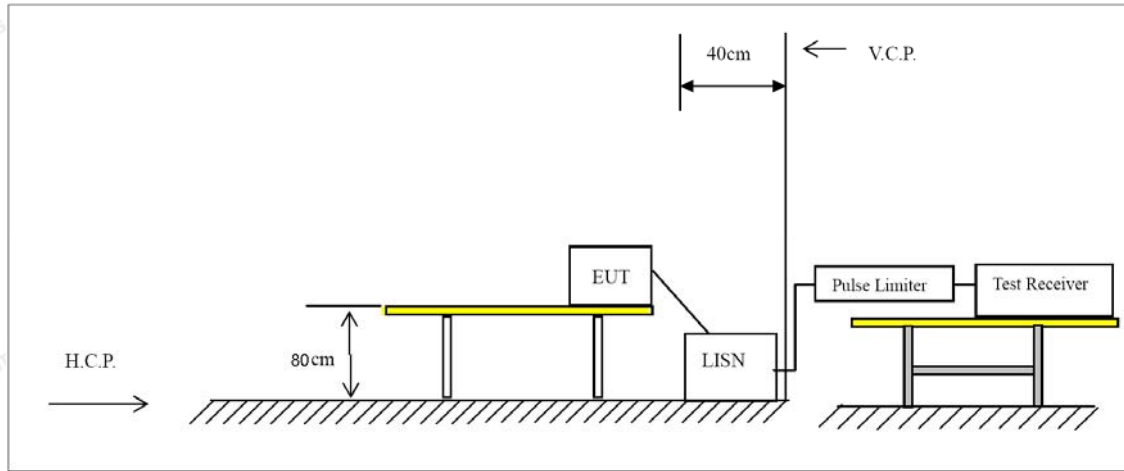 40cm
V.C.P.
EUT
Pulse Limiter
Test Receiver
80cm
LISN
H.C.P.